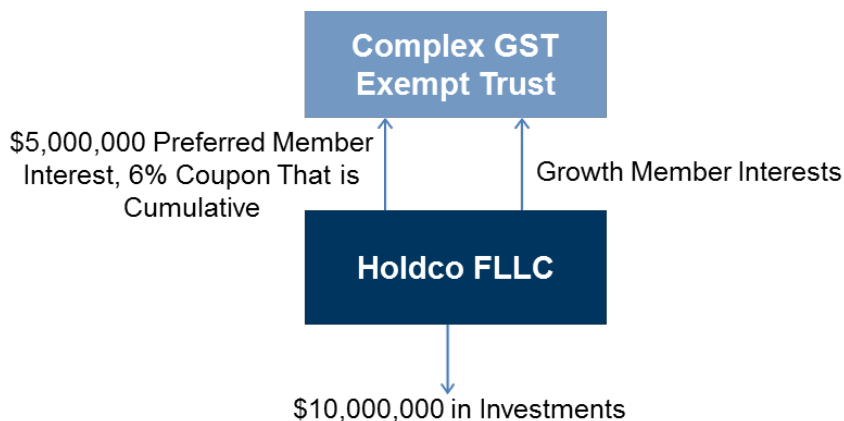 Complex GST
Exempt Trust
$5,000,000 Preferred Member
Interest, 6% Coupon That is
Cumulative
Growth Member Interests
Holdco FLLC
$10,000,000 in Investments